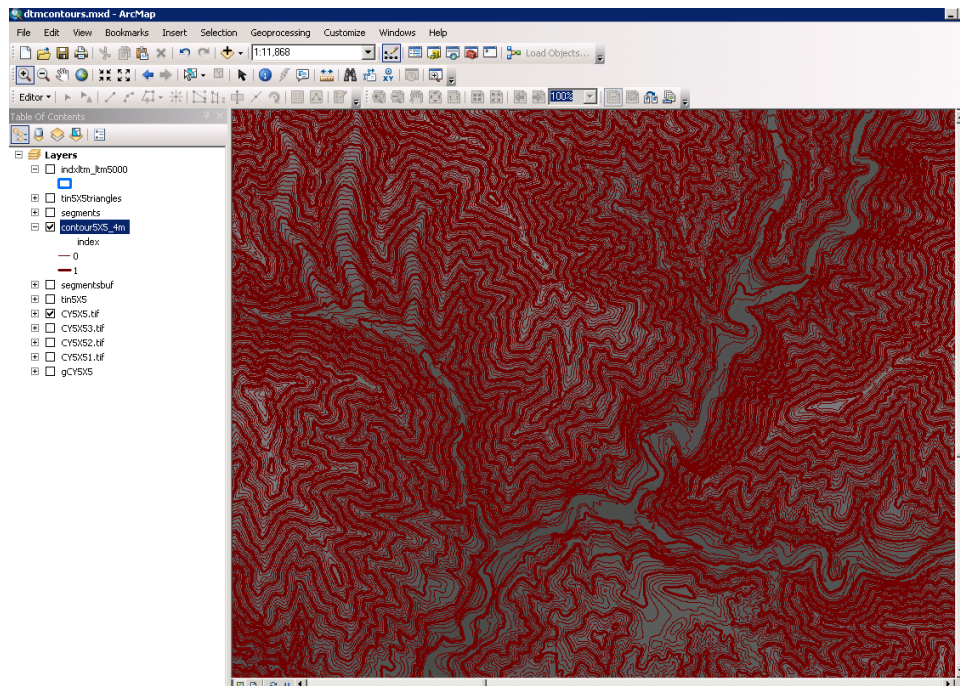 dtmcontours.mxd - ArcMap
File Edit View Bookmarks Insert Selection Geoprocessing Customize Windows Help
1:11,868 Load Objects...
Editor 100%
Table Of Contents
Layers
indxltm_ltm5000
tin5X5triangles
segments
contour5X5_4m
index
0
1
segmentsbuf
tin5X5
CY5X5.tif
CY5X53.tif
CY5X52.tif
CY5X51.tif
gCY5X5